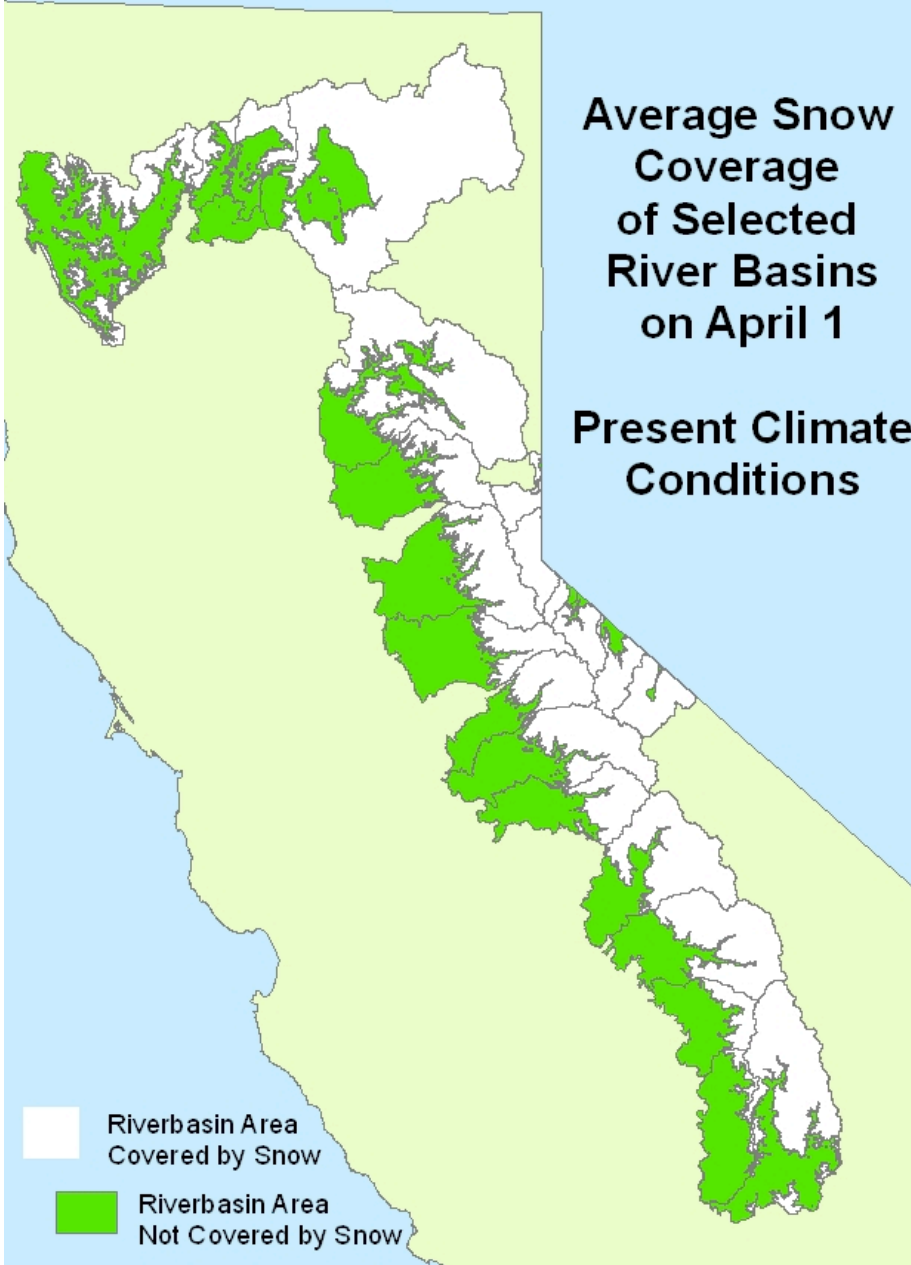 Average Snow
Coverage
of Selected
River Basins
on April 1
Present Climate
Conditions
Riverbasin Area
Covered by Snow
Riverbasin Area
Not Covered by Snow